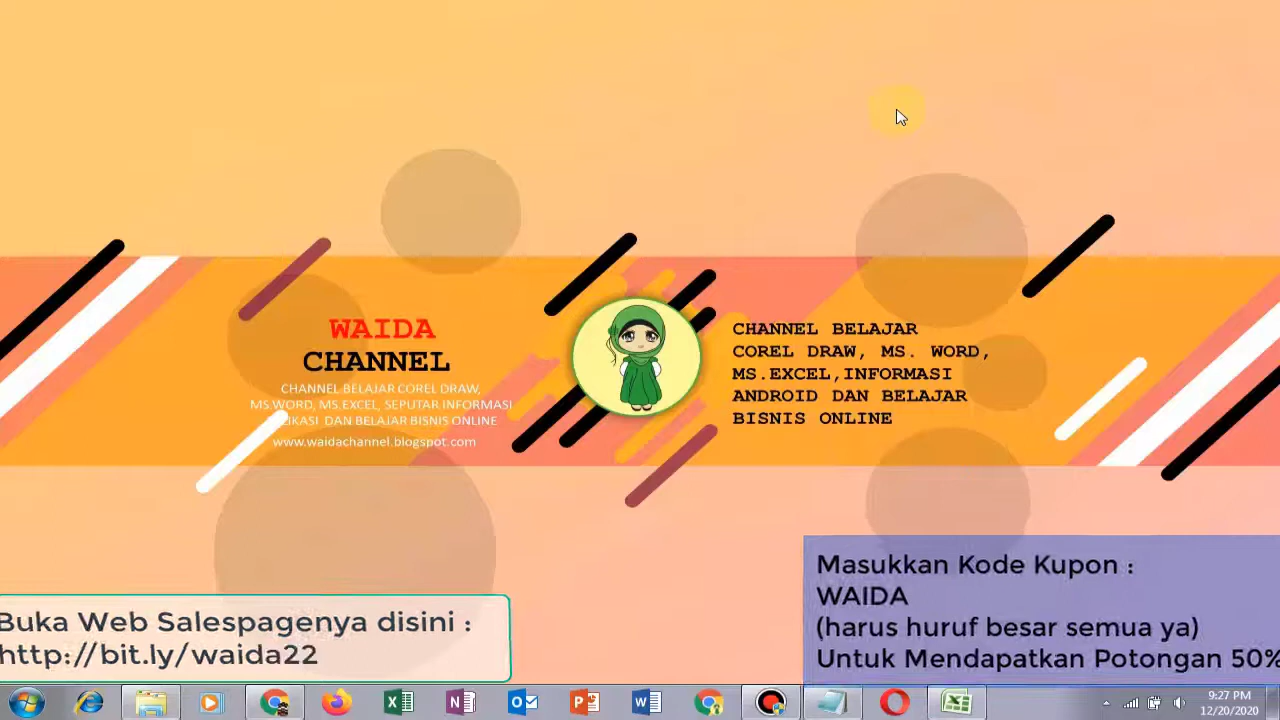 WAIDA
CHANNEL
CHANNEL BELAJAR COREL DRAW,
MS.WORD, MS.EXCEL, SEPUTAR INFORMASI
LIKASI DAN BELAJAR BISNIS ONLINE
www.waidachannel.blogspot.com
CHANNEL BELAJAR
COREL DRAW, MS. WORD,
MS.EXCEL,INFORMASI
ANDROID DAN BELAJAR
BISNIS ONLINE
Buka Web Salespagenya disini :
http://bit.ly/waida22
Masukkan Kode Kupon :
WAIDA
(harus huruf besar semua ya)
Untuk Mendapatkan Potongan 50%
9:27 PM
12/20/2020